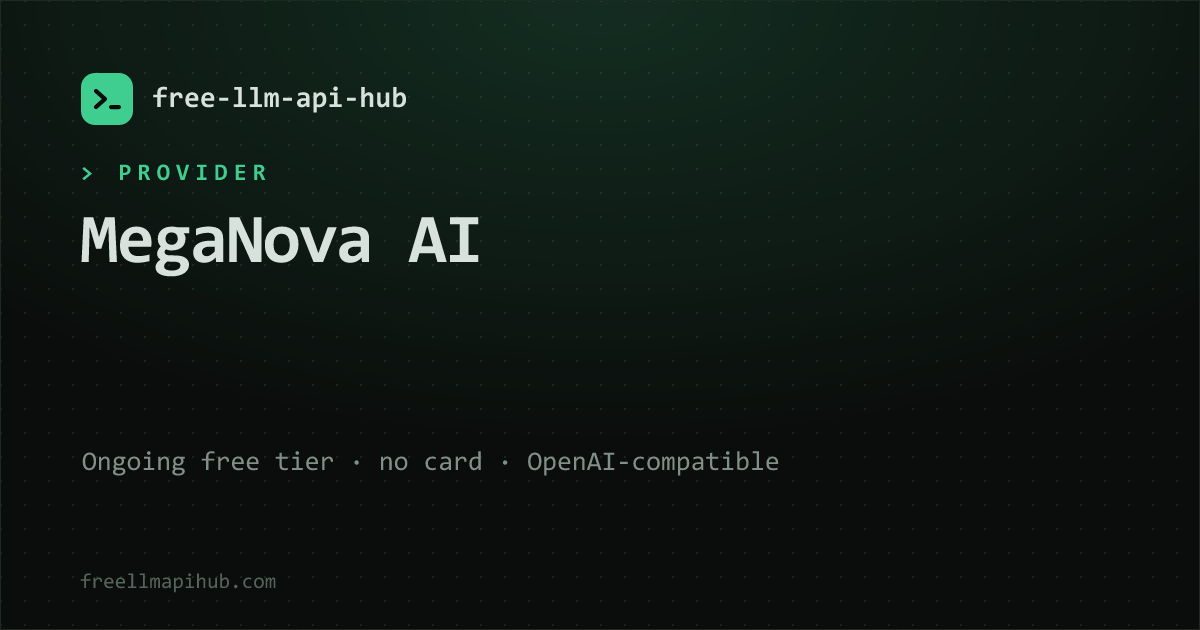 free-llm-api-hub
> PROVIDER
MegaNova AI
Ongoing free tier · no card · OpenAI-compatible
freellmapihub.com